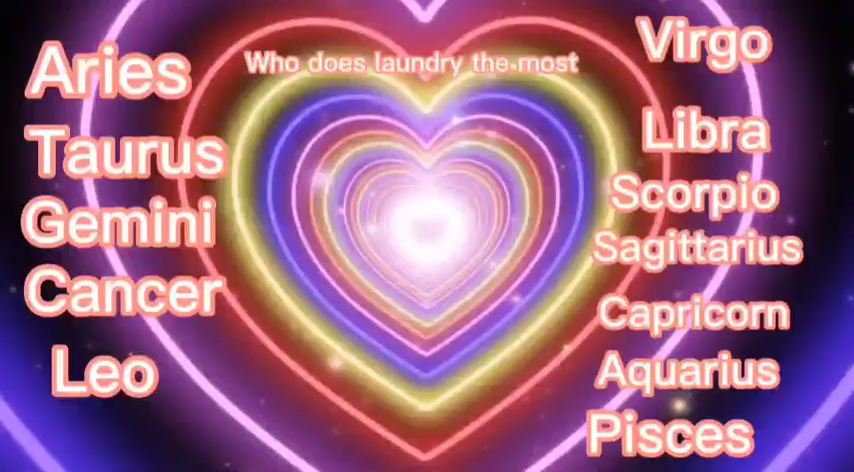 Who does laundry the most
Aries
Taurus
Gemini
Cancer
Leo
Virgo
Libra
Scorpio
Sagittarius
Capricorn
Aquarius
Pisces